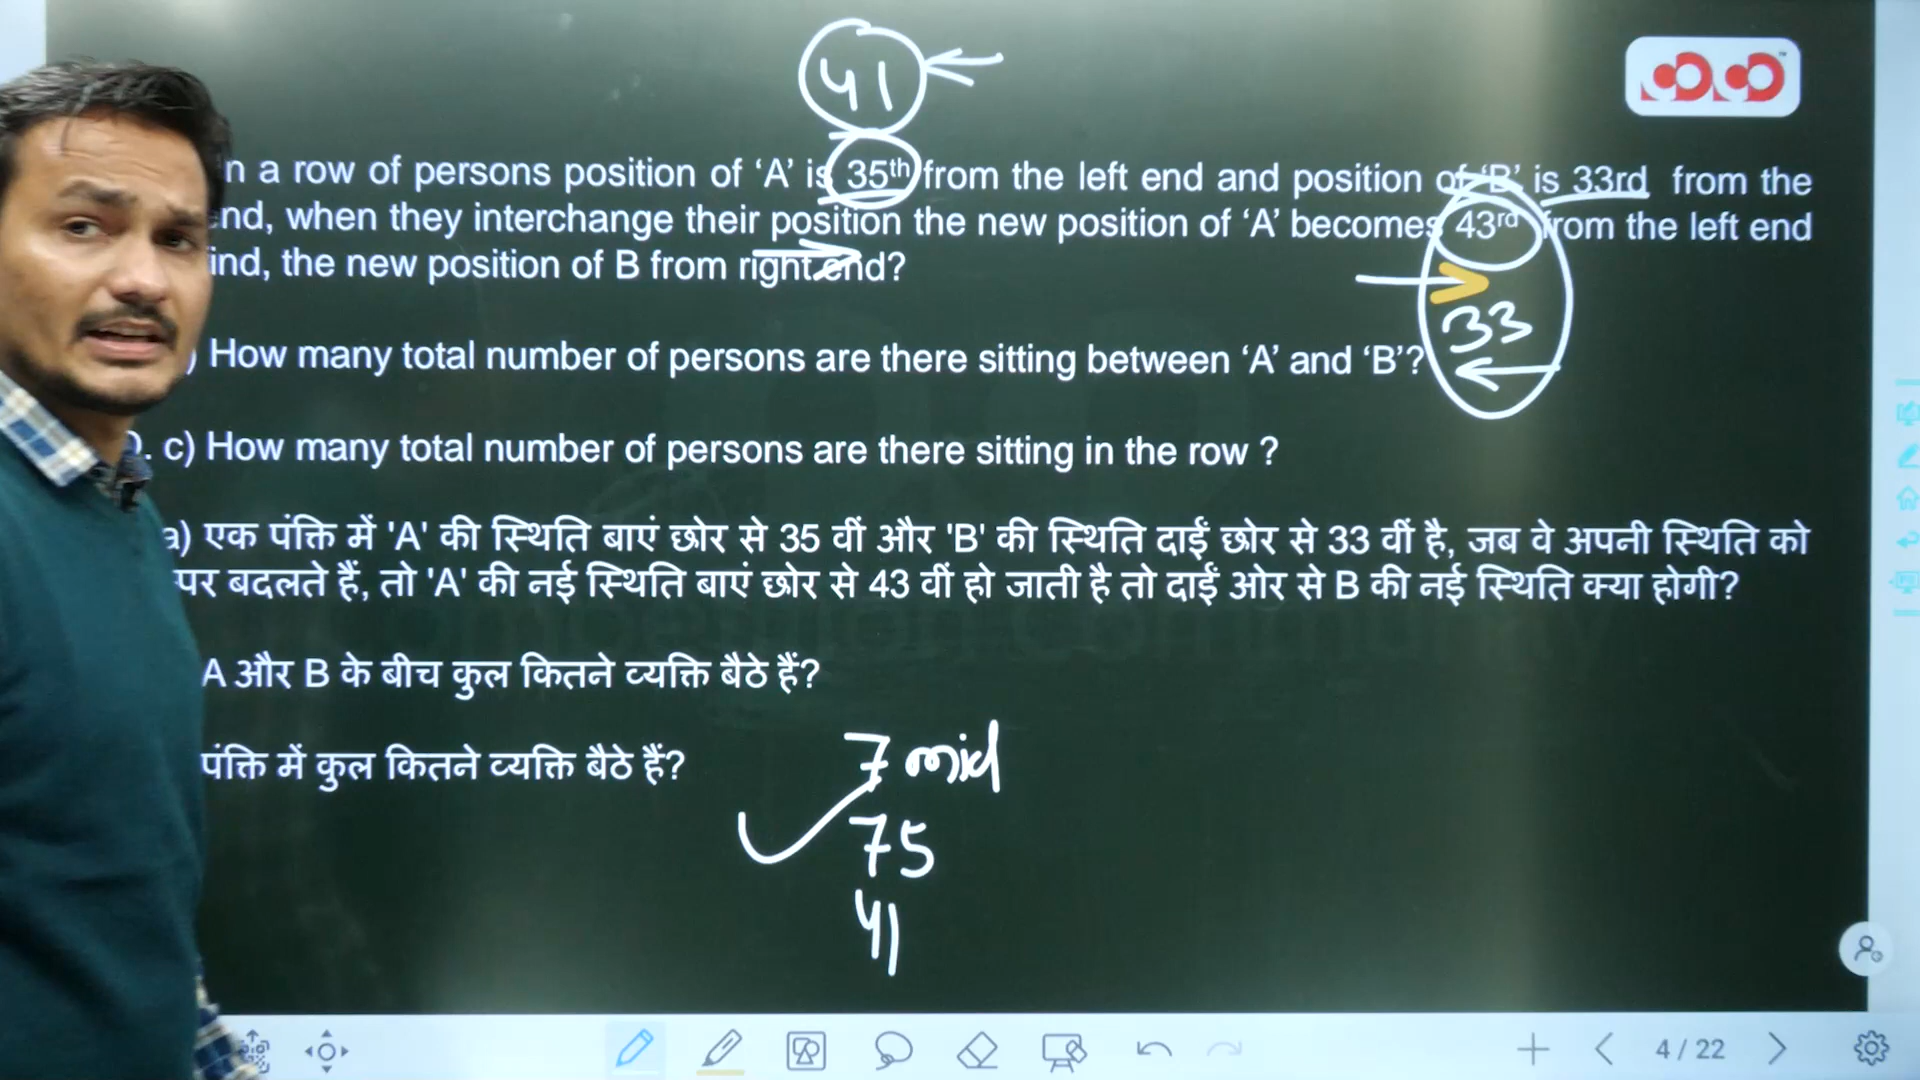 41
n a row of persons position of ‘A’ is 35th from the left end and position of ‘B’ is 33rd from the
end, when they interchange their position the new position of ‘A’ becomes 43rd from the left end
ind, the new position of B from right end?
33
) How many total number of persons are there sitting between ‘A’ and ‘B’?
. c) How many total number of persons are there sitting in the row ?
a) एक पंक्ति में 'A' की स्थिति बाएं छोर से 35 वीं और 'B' की स्थिति दाईं छोर से 33 वीं है, जब वे अपनी स्थिति को
पर बदलते हैं, तो 'A' की नई स्थिति बाएं छोर से 43 वीं हो जाती है तो दाईं ओर से B की नई स्थिति क्या होगी?
A और B के बीच कुल कितने व्यक्ति बैठे हैं?
पंक्ति में कुल कितने व्यक्ति बैठे हैं?
7 mid
75
41
4 / 22